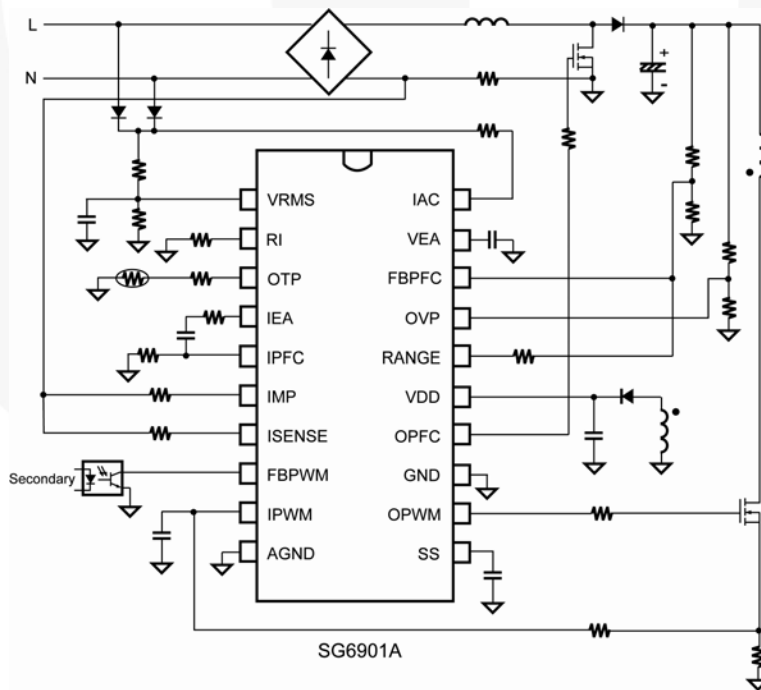 L
N
+
-
VRMS
IAC
RI
VEA
OTP
FBPFC
IEA
OVP
IPFC
RANGE
IMP
VDD
ISENSE
OPFC
Secondary
FBPWM
GND
IPWM
OPWM
AGND
SS
SG6901A